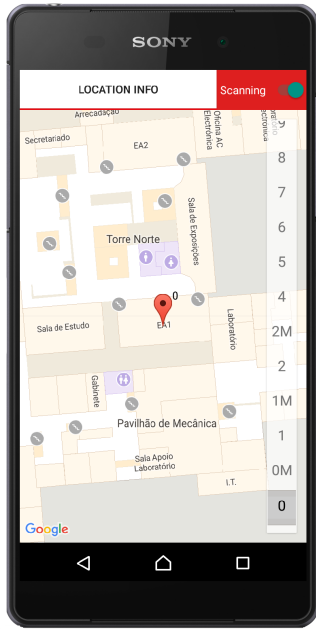 SONY
LOCATION INFO
Scanning
Arrecadação
Oficina AC
Electrónica
9
Secretariado
EA2
8
7
Sala de Exposições
6
Torre Norte
5
0
4
EA1
Sala de Estudo
Laboratório
2M
2
Gabinete
1M
Pavilhão de Mecânica
1
Sala Apoio
Laboratório
0M
I.T.
0
Google